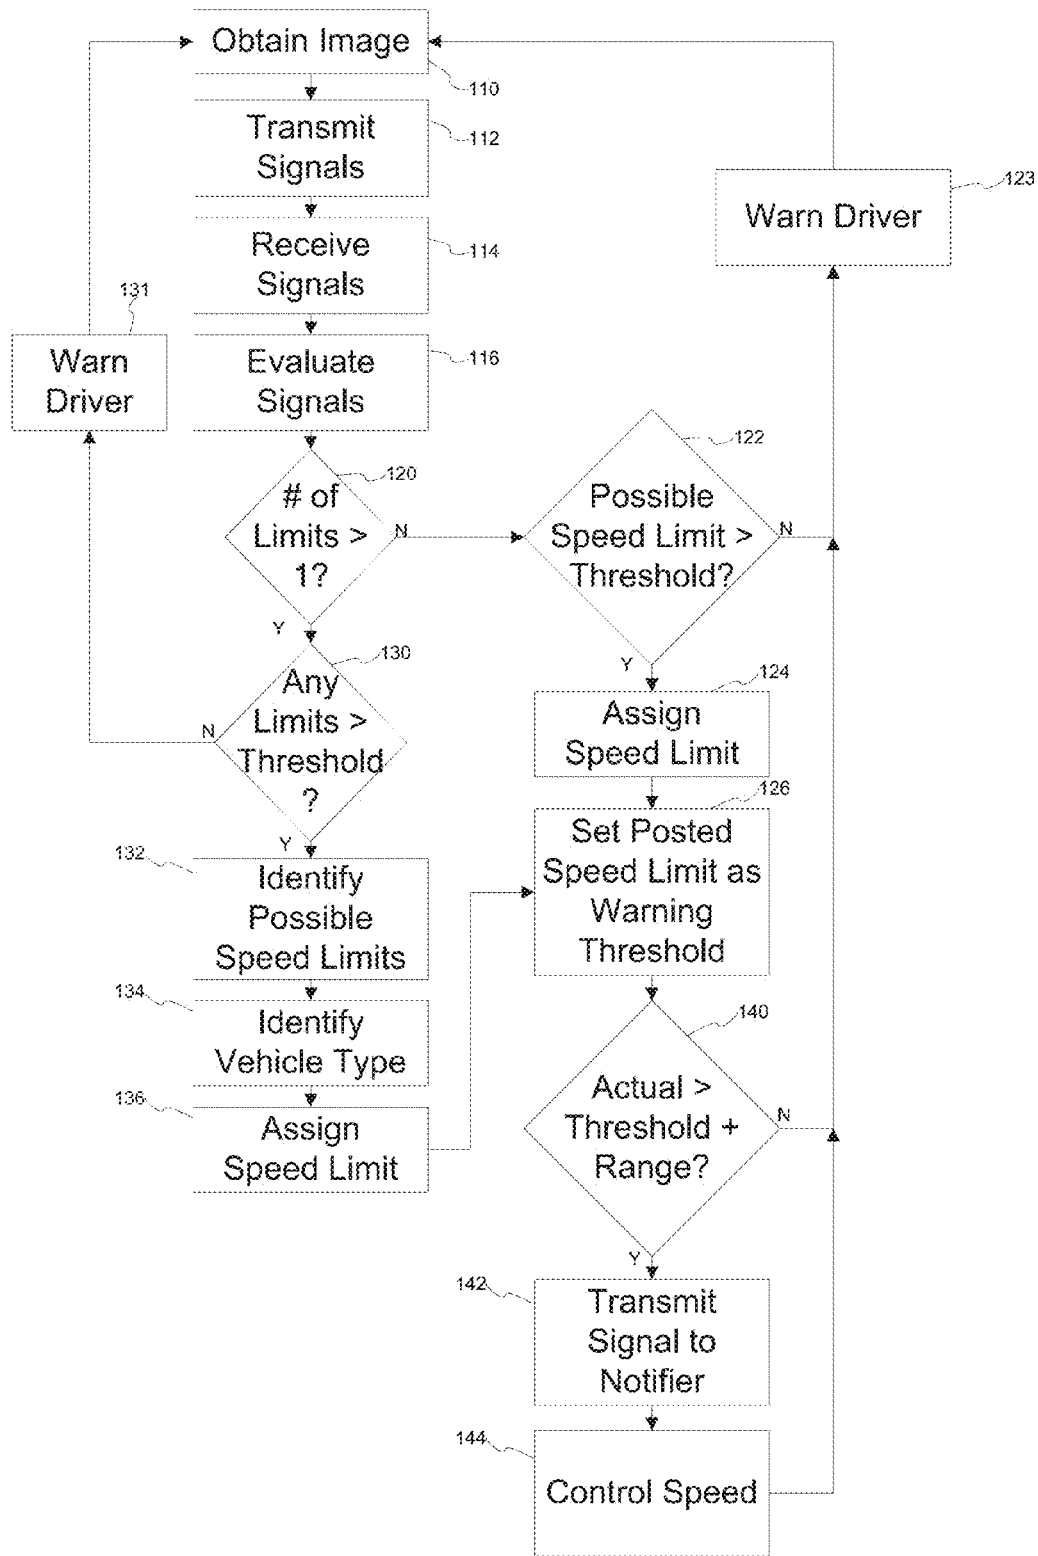 Obtain Image
110
Transmit
Signals
112
Receive
Signals
114
Evaluate
Signals
116
Warn Driver
123
131
Warn
Driver
120
# of
Limits >
1?
N
Y
122
Possible
Speed Limit >
Threshold?
N
Y
130
Any
Limits >
Threshold
?
N
Y
124
Assign
Speed Limit
126
Set Posted
Speed Limit as
Warning
Threshold
132
Identify
Possible
Speed Limits
134
Identify
Vehicle Type
136
Assign
Speed Limit
140
Actual >
Threshold +
Range?
N
Y
142
Transmit
Signal to
Notifier
144
Control Speed